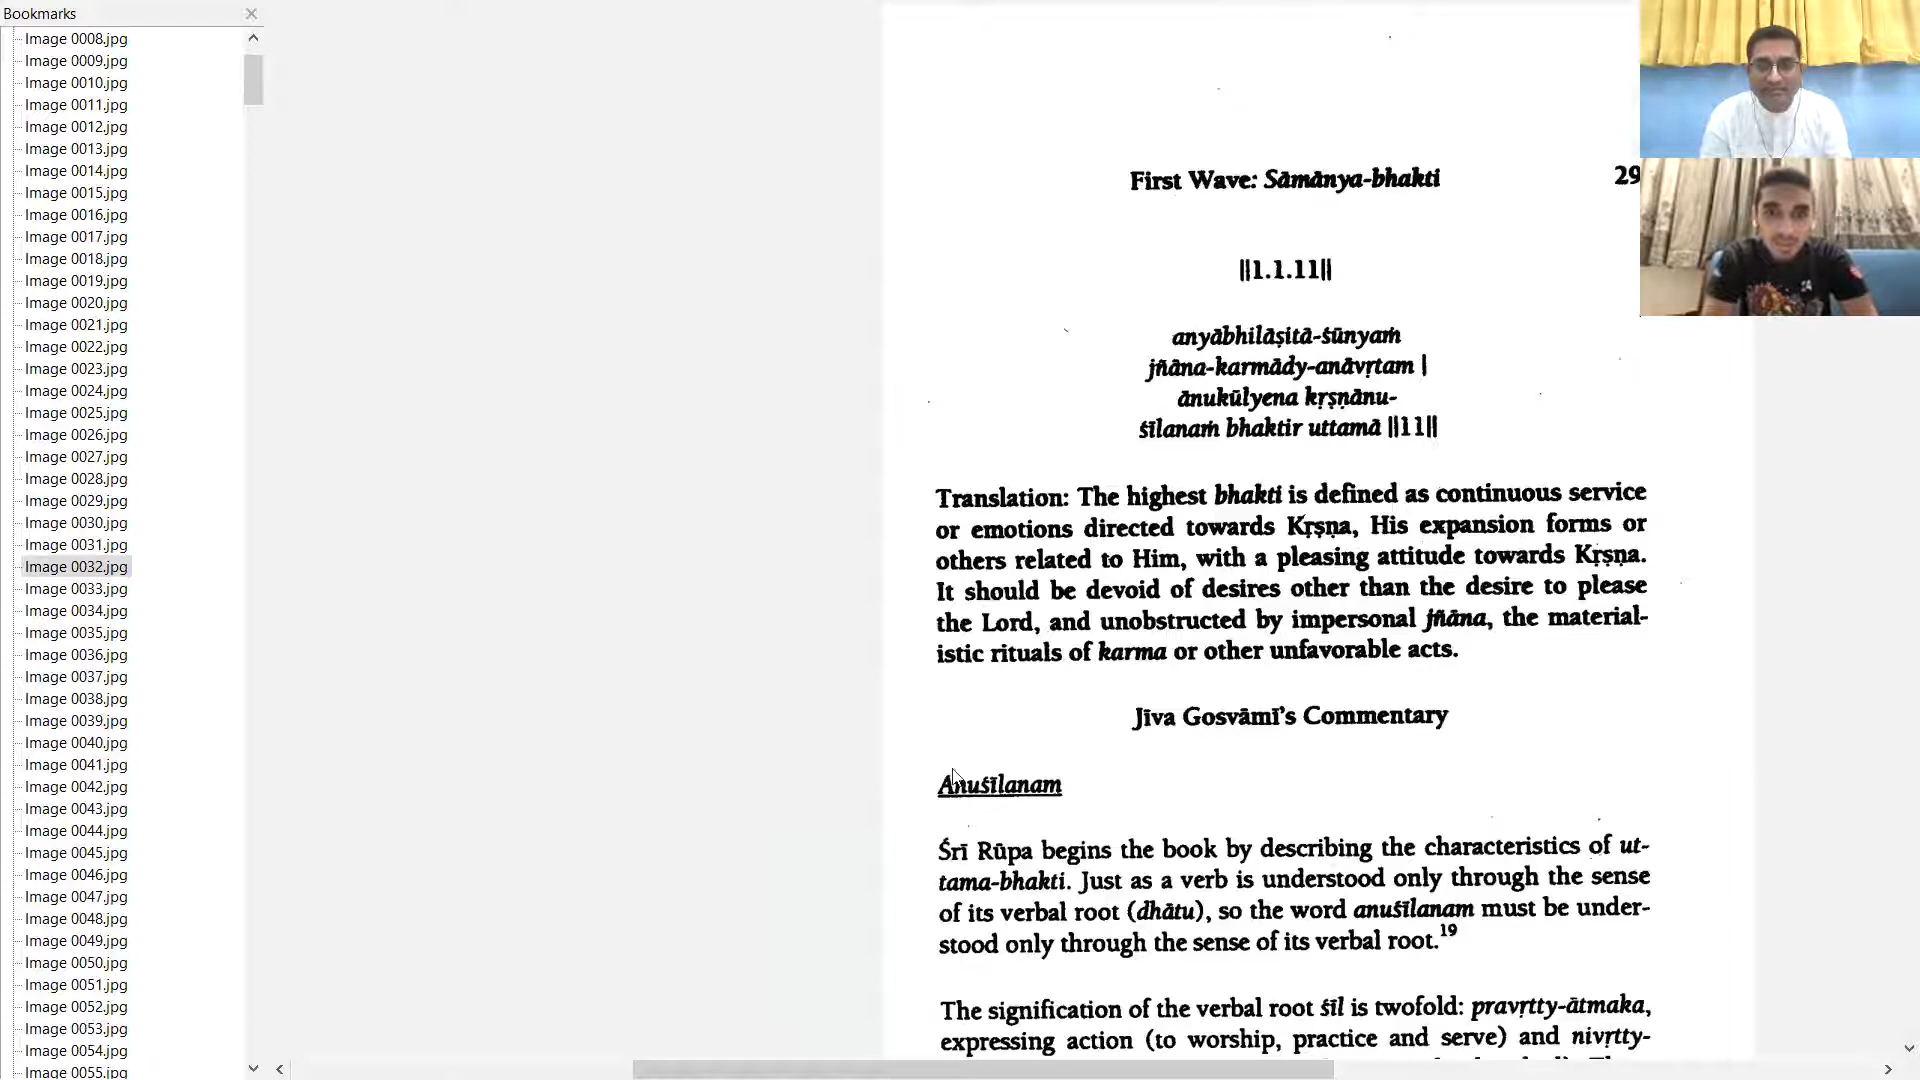 Bookmarks
Image 0008.jpg
Image 0009.jpg
Image 0010.jpg
Image 0011.jpg
Image 0012.jpg
Image 0013.jpg
Image 0014.jpg
Image 0015.jpg
Image 0016.jpg
Image 0017.jpg
Image 0018.jpg
Image 0019.jpg
Image 0020.jpg
Image 0021.jpg
Image 0022.jpg
Image 0023.jpg
Image 0024.jpg
Image 0025.jpg
Image 0026.jpg
Image 0027.jpg
Image 0028.jpg
Image 0029.jpg
Image 0030.jpg
Image 0031.jpg
Image 0032.jpg
Image 0033.jpg
Image 0034.jpg
Image 0035.jpg
Image 0036.jpg
Image 0037.jpg
Image 0038.jpg
Image 0039.jpg
Image 0040.jpg
Image 0041.jpg
Image 0042.jpg
Image 0043.jpg
Image 0044.jpg
Image 0045.jpg
Image 0046.jpg
Image 0047.jpg
Image 0048.jpg
Image 0049.jpg
Image 0050.jpg
Image 0051.jpg
Image 0052.jpg
Image 0053.jpg
Image 0054.jpg
Image 0055.jpg
First Wave: Sāmānya-bhakti 29
||1.1.11||
anyābhilāṣitā-śūnyaṁ
jñāna-karmādy-anāvṛtam |
ānukūlyena kṛṣṇānu-
śīlanaṁ bhaktir uttamā ||11||
Translation: The highest bhakti is defined as continuous service
or emotions directed towards Kṛṣṇa, His expansion forms or
others related to Him, with a pleasing attitude towards Kṛṣṇa.
It should be devoid of desires other than the desire to please
the Lord, and unobstructed by impersonal jñāna, the material-
istic rituals of karma or other unfavorable acts.
Jīva Gosvāmī's Commentary
Anuśīlanam
Śrī Rūpa begins the book by describing the characteristics of ut-
tama-bhakti. Just as a verb is understood only through the sense
of its verbal root (dhātu), so the word anuśīlanam must be under-
stood only through the sense of its verbal root.19
The signification of the verbal root śīl is twofold: pravṛtty-ātmaka,
expressing action (to worship, practice and serve) and nivṛtty-